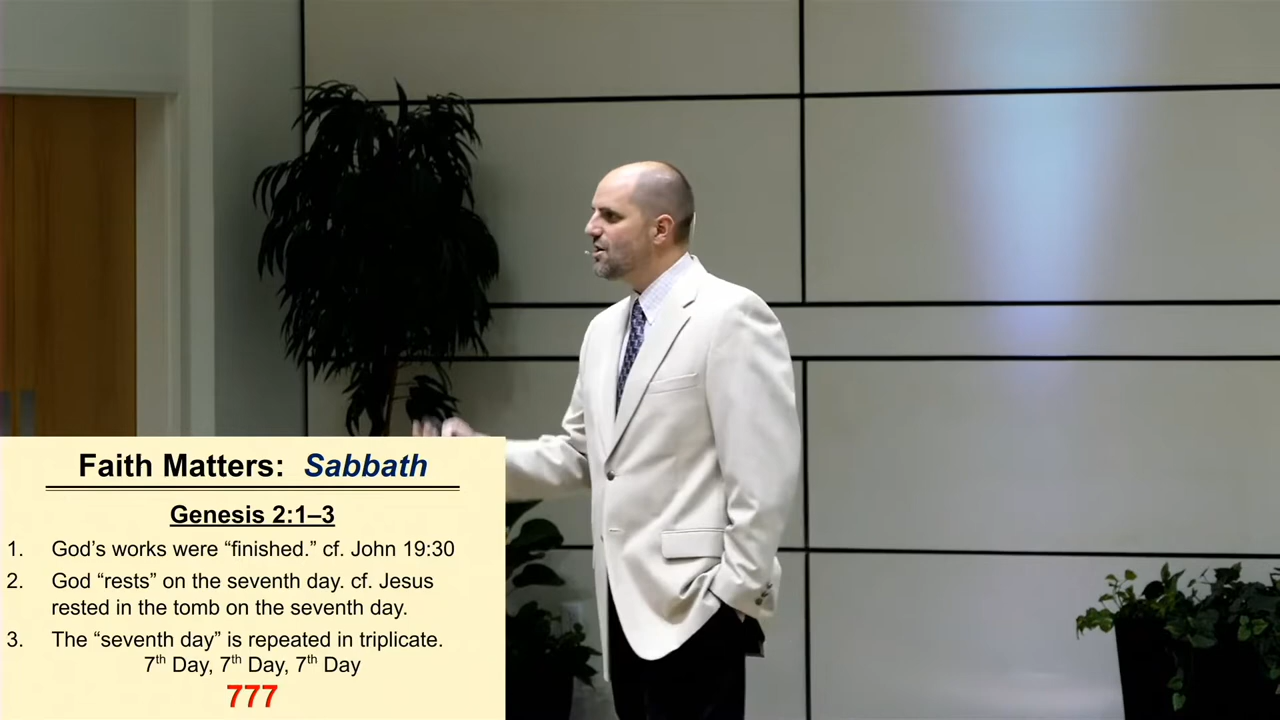 Faith Matters: Sabbath
Genesis 2:1–3
1. God’s works were “finished.” cf. John 19:30
2. God “rests” on the seventh day. cf. Jesus
rested in the tomb on the seventh day.
3. The “seventh day” is repeated in triplicate.
7th Day, 7th Day, 7th Day
777